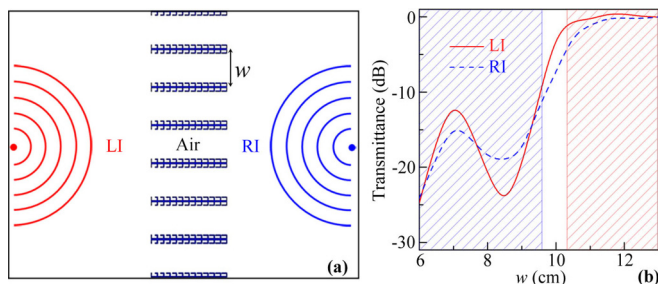 w
LI
Air
RI
(a)
Transmittance (dB)
0
-10
-20
-30
LI
RI
6
8
10
12
w (cm)
(b)